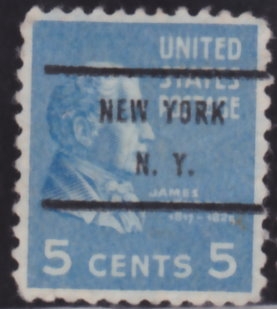 UNITED
STATES
NEW YORK
N. Y.
JAMES
1817-1825
5 CENTS 5